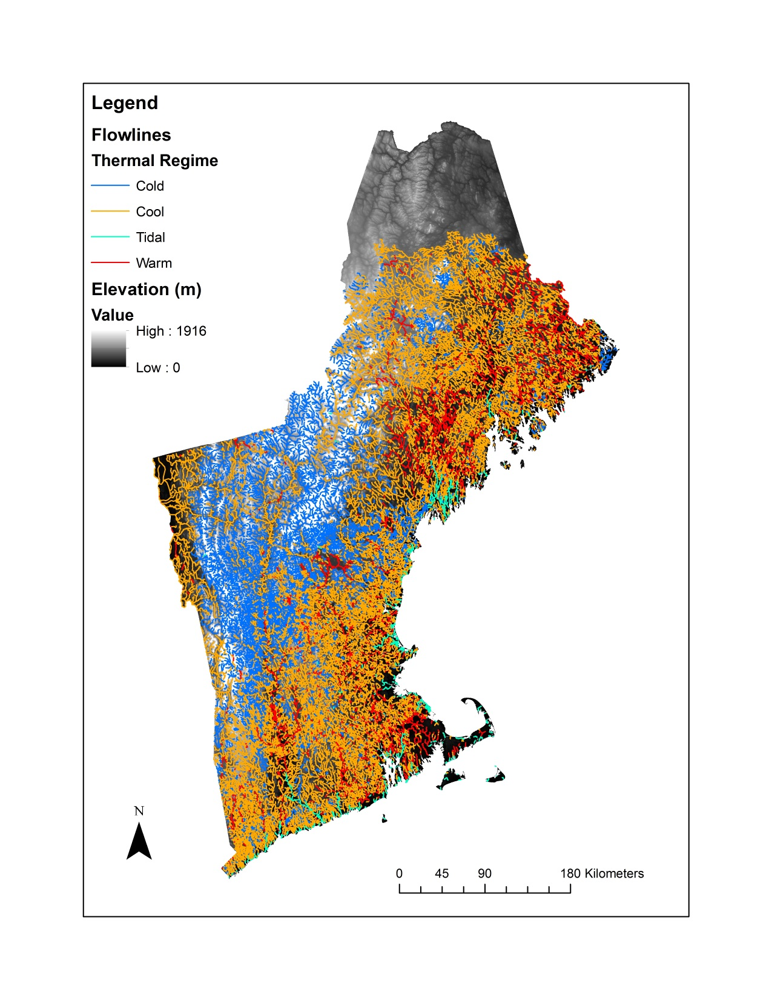 Legend
Flowlines
Thermal Regime
Cold
Cool
Tidal
Warm
Elevation (m)
Value
High : 1916
Low : 0
N
0 45 90 180 Kilometers